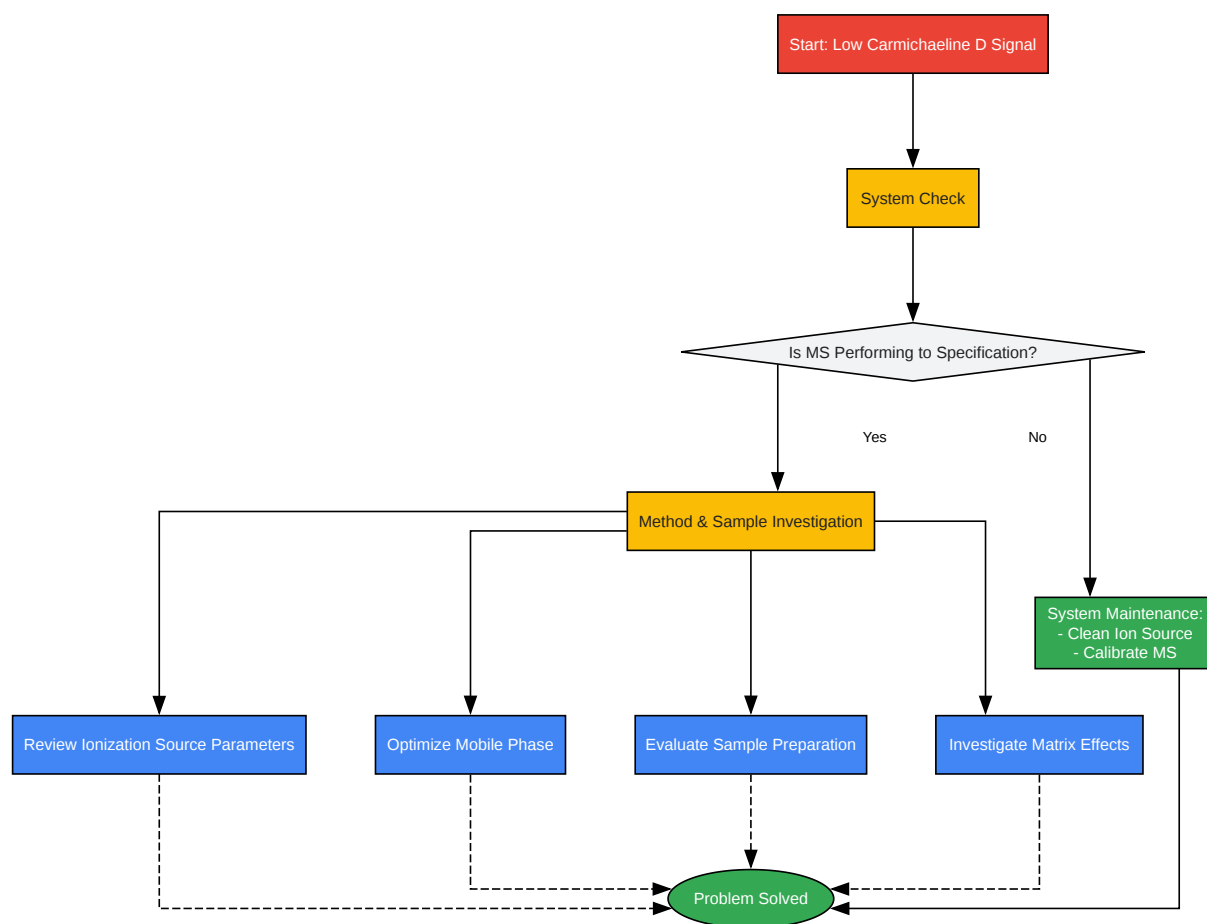 Start: Low Carmichaeline D Signal
System Check
Is MS Performing to Specification?
Yes
No
Method & Sample Investigation
System Maintenance:
- Clean Ion Source
- Calibrate MS
Review Ionization Source Parameters
Optimize Mobile Phase
Evaluate Sample Preparation
Investigate Matrix Effects
Problem Solved